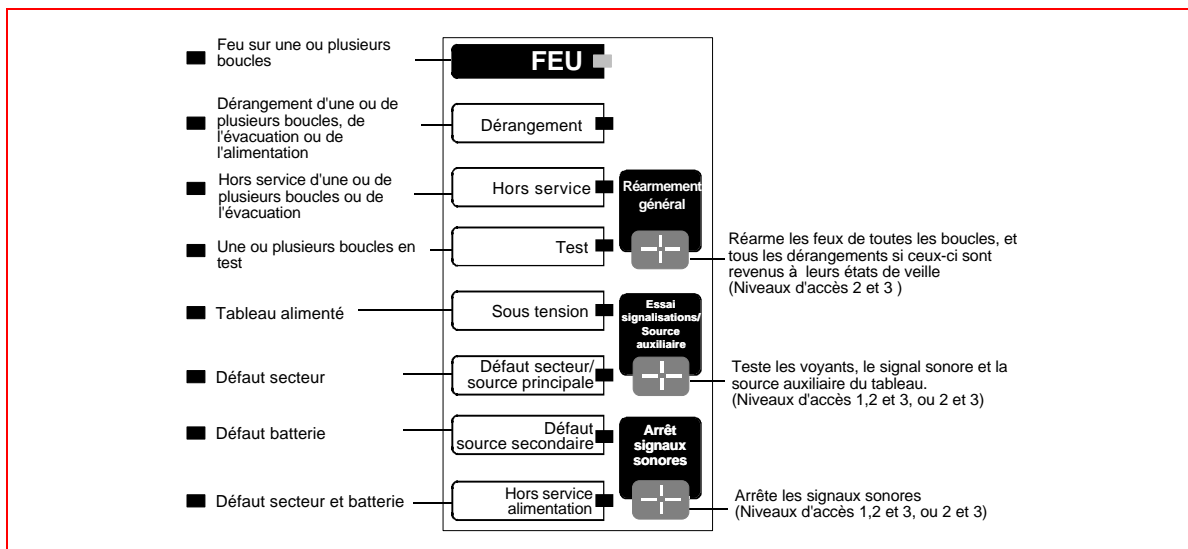 Feu sur une ou plusieurs
boucles
Dérangement d'une ou de
plusieurs boucles, de
l'évacuation ou de
l'alimentation
Hors service d'une ou de
plusieurs boucles ou de
l'évacuation
Une ou plusieurs boucles en
test
Tableau alimenté
Défaut secteur
Défaut batterie
Défaut secteur et batterie
FEU
Dérangement
Hors service
Test
Sous tension
Défaut secteur/
source principale
Défaut
source secondaire
Hors service
alimentation
Réarmement
général
Essai
signalisations/
Source
auxiliaire
Arrêt
signaux
sonores
Réarme les feux de toutes les boucles, et
tous les dérangements si ceux-ci sont
revenus à leurs états de veille
(Niveaux d'accès 2 et 3 )
Teste les voyants, le signal sonore et la
source auxiliaire du tableau.
(Niveaux d'accès 1,2 et 3, ou 2 et 3)
Arrête les signaux sonores
(Niveaux d'accès 1,2 et 3, ou 2 et 3)